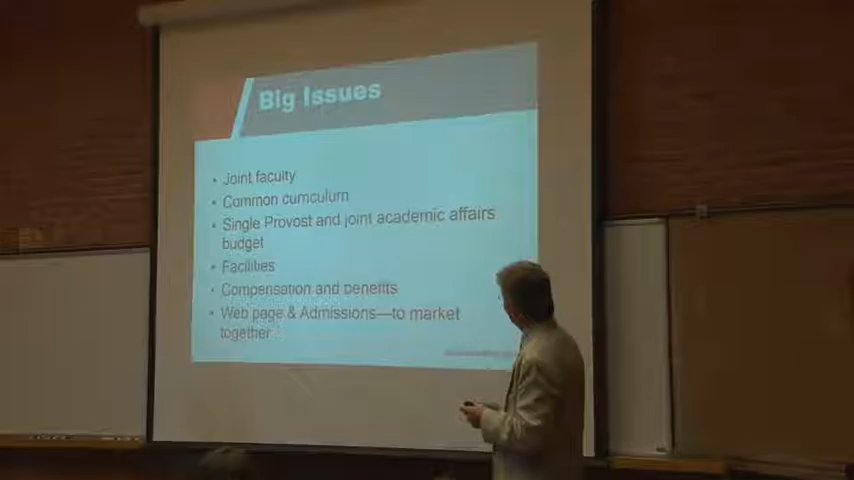 Big Issues
• Joint faculty
• Common curriculum
• Single Provost and joint academic affairs
budget
• Facilities
• Compensation and benefits
• Web page & Admissions—to market
together